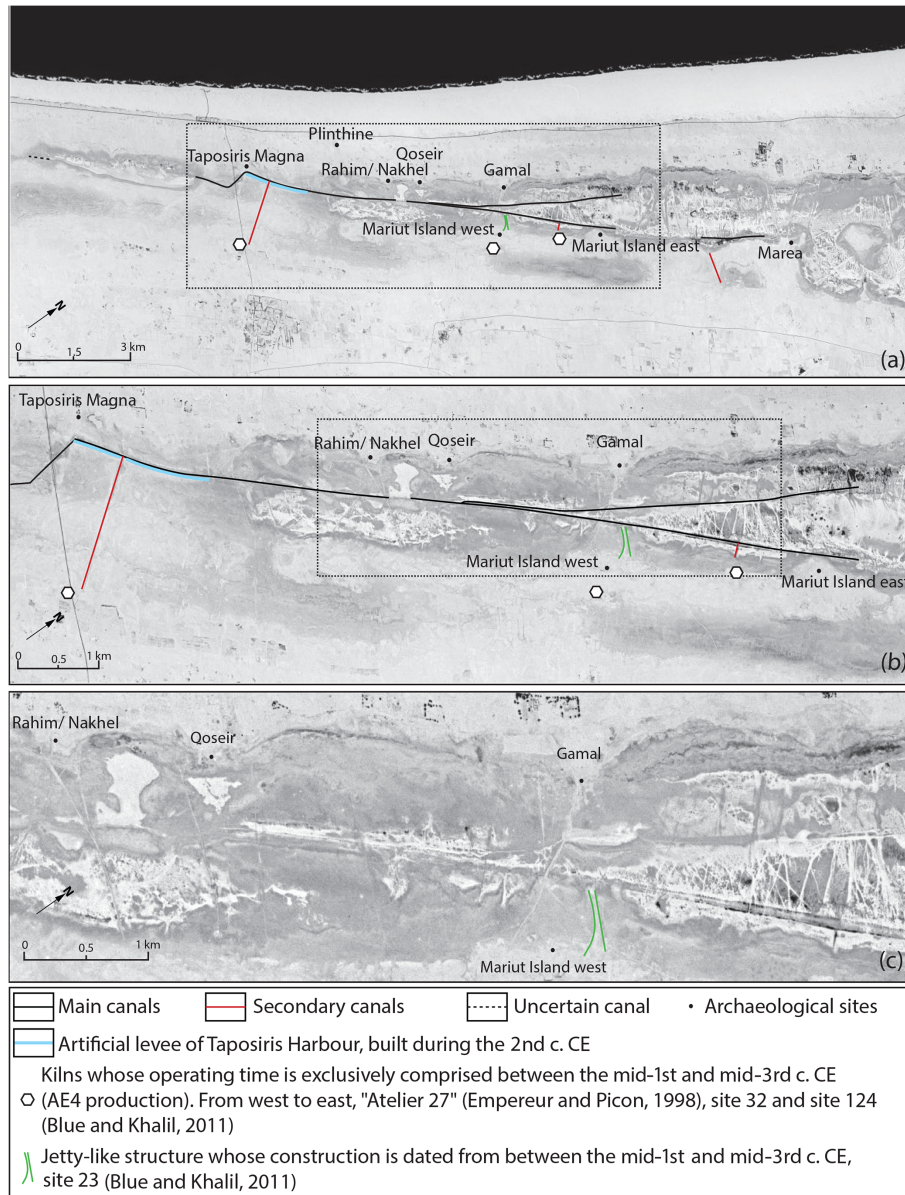 Plinthine
Qoseir
Taposiris Magna
Rahim/ Nakhel
Gamal
Mariut Island west
Mariut Island east
Marea
N
0 1,5 3 km
(a)
Taposiris Magna
Rahim/ Nakhel
Qoseir
Gamal
Mariut Island west
Mariut Island east
N
0 0.5 1 km
(b)
Rahim/ Nakhel
Qoseir
Gamal
N
0 0.5 1 km
Mariut Island west
(c)
Main canals Secondary canals Uncertain canal Archaeological sites
Artificial levee of Taposiris Harbour, built during the 2nd c. CE
Kilns whose operating time is exclusively comprised between the mid-1st and mid-3rd c. CE
(AE4 production). From west to east, "Atelier 27" (Empereur and Picon, 1998), site 32 and site 124
(Blue and Khalil, 2011)
Jetty-like structure whose construction is dated from between the mid-1st and mid-3rd c. CE,
site 23 (Blue and Khalil, 2011)